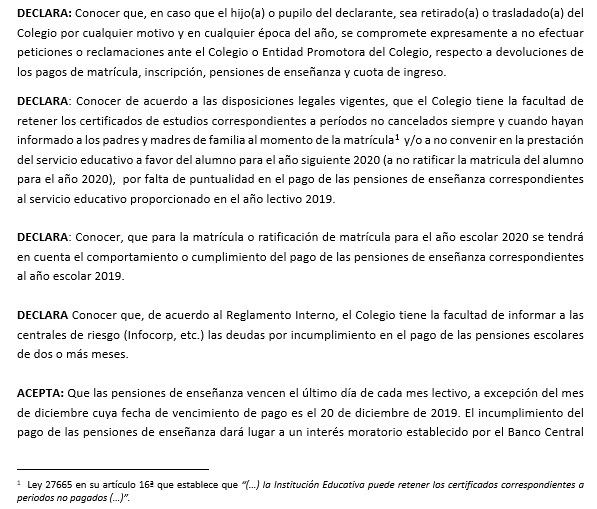 DECLARA: Conocer que, en caso que el hijo(a) o pupilo del declarante, sea retirado(a) o trasladado(a) del
Colegio por cualquier motivo y en cualquier época del año, se compromete expresamente a no efectuar
peticiones o reclamaciones ante el Colegio o Entidad Promotora del Colegio, respecto a devoluciones de
los pagos de matrícula, inscripción, pensiones de enseñanza y cuota de ingreso.
DECLARA: Conocer de acuerdo a las disposiciones legales vigentes, que el Colegio tiene la facultad de
retener los certificados de estudios correspondientes a períodos no cancelados siempre y cuando hayan
informado a los padres y madres de familia al momento de la matrícula¹ y/o a no convenir en la prestación
del servicio educativo a favor del alumno para el año siguiente 2020 (a no ratificar la matricula del alumno
para el año 2020), por falta de puntualidad en el pago de las pensiones de enseñanza correspondientes
al servicio educativo proporcionado en el año lectivo 2019.
DECLARA: Conocer, que para la matrícula o ratificación de matrícula para el año escolar 2020 se tendrá
en cuenta el comportamiento o cumplimiento del pago de las pensiones de enseñanza correspondientes
al año escolar 2019.
DECLARA Conocer que, de acuerdo al Reglamento Interno, el Colegio tiene la facultad de informar a las
centrales de riesgo (Infocorp, etc.) las deudas por incumplimiento en el pago de las pensiones escolares
de dos o más meses.
ACEPTA: Que las pensiones de enseñanza vencen el último día de cada mes lectivo, a excepción del mes
de diciembre cuya fecha de vencimiento de pago es el 20 de diciembre de 2019. El incumplimiento del
pago de las pensiones de enseñanza dará lugar a un interés moratorio establecido por el Banco Central
¹ Ley 27665 en su artículo 16ª que establece que “(…) la Institución Educativa puede retener los certificados correspondientes a
periodos no pagados (…)”.